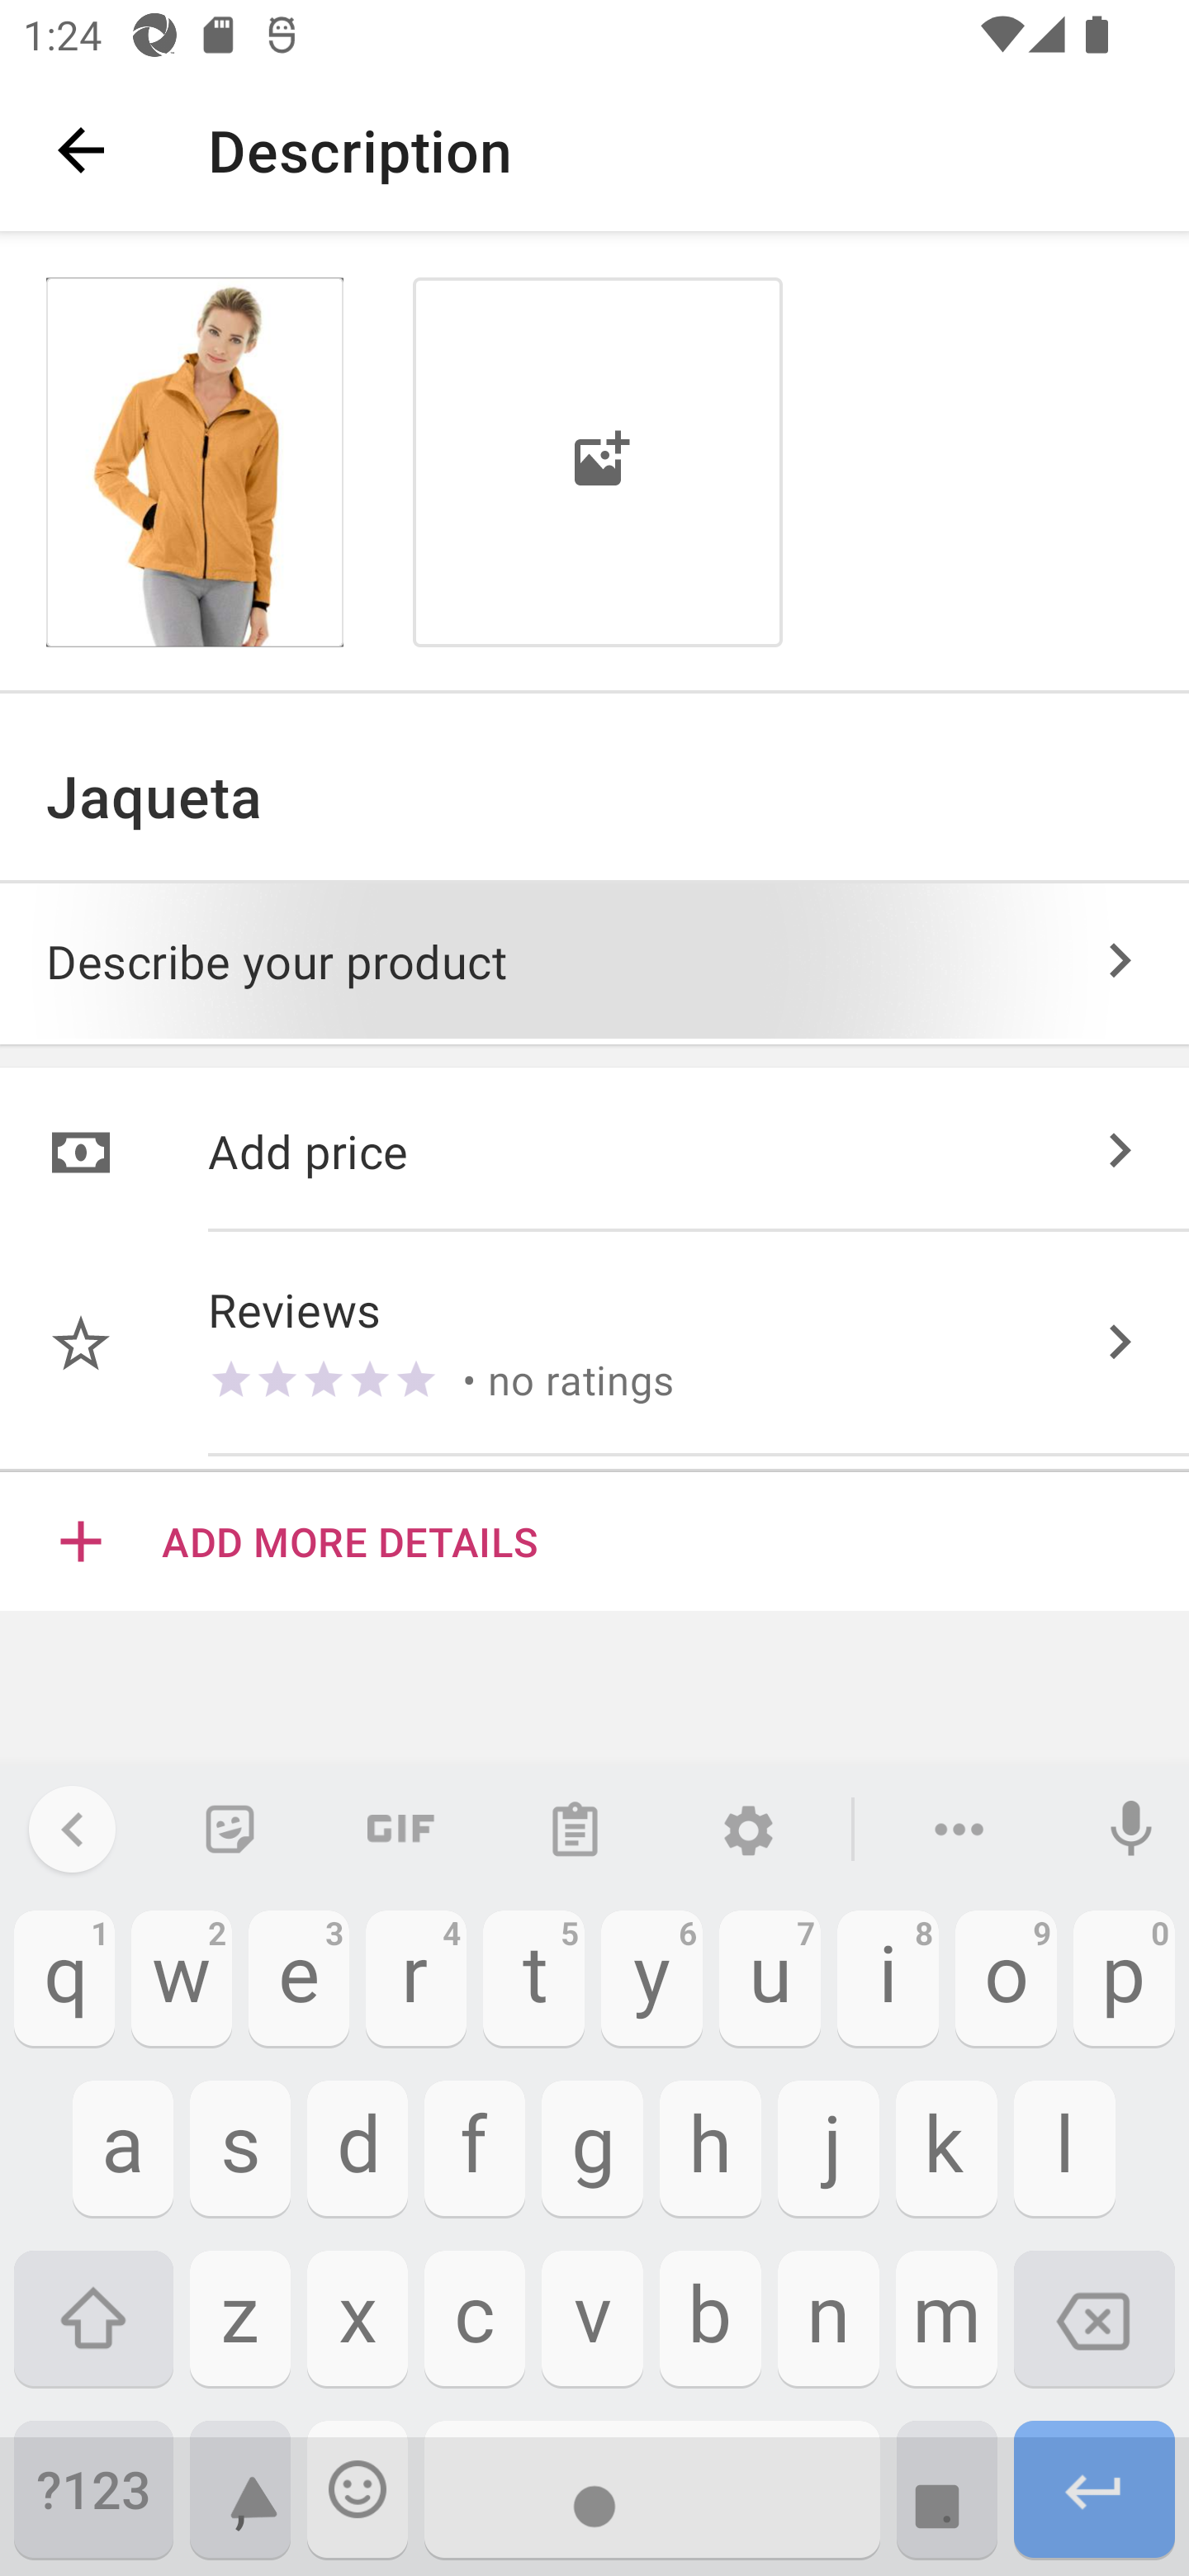 1:24
Description
Jaqueta
Describe your product
Add price
Reviews
• no ratings
ADD MORE DETAILS
GIF
1 2 3 4 5 6 7 8 9 0
q w e r t y u i o p
a s d f g h j k l
z x c v b n m
?123 , .